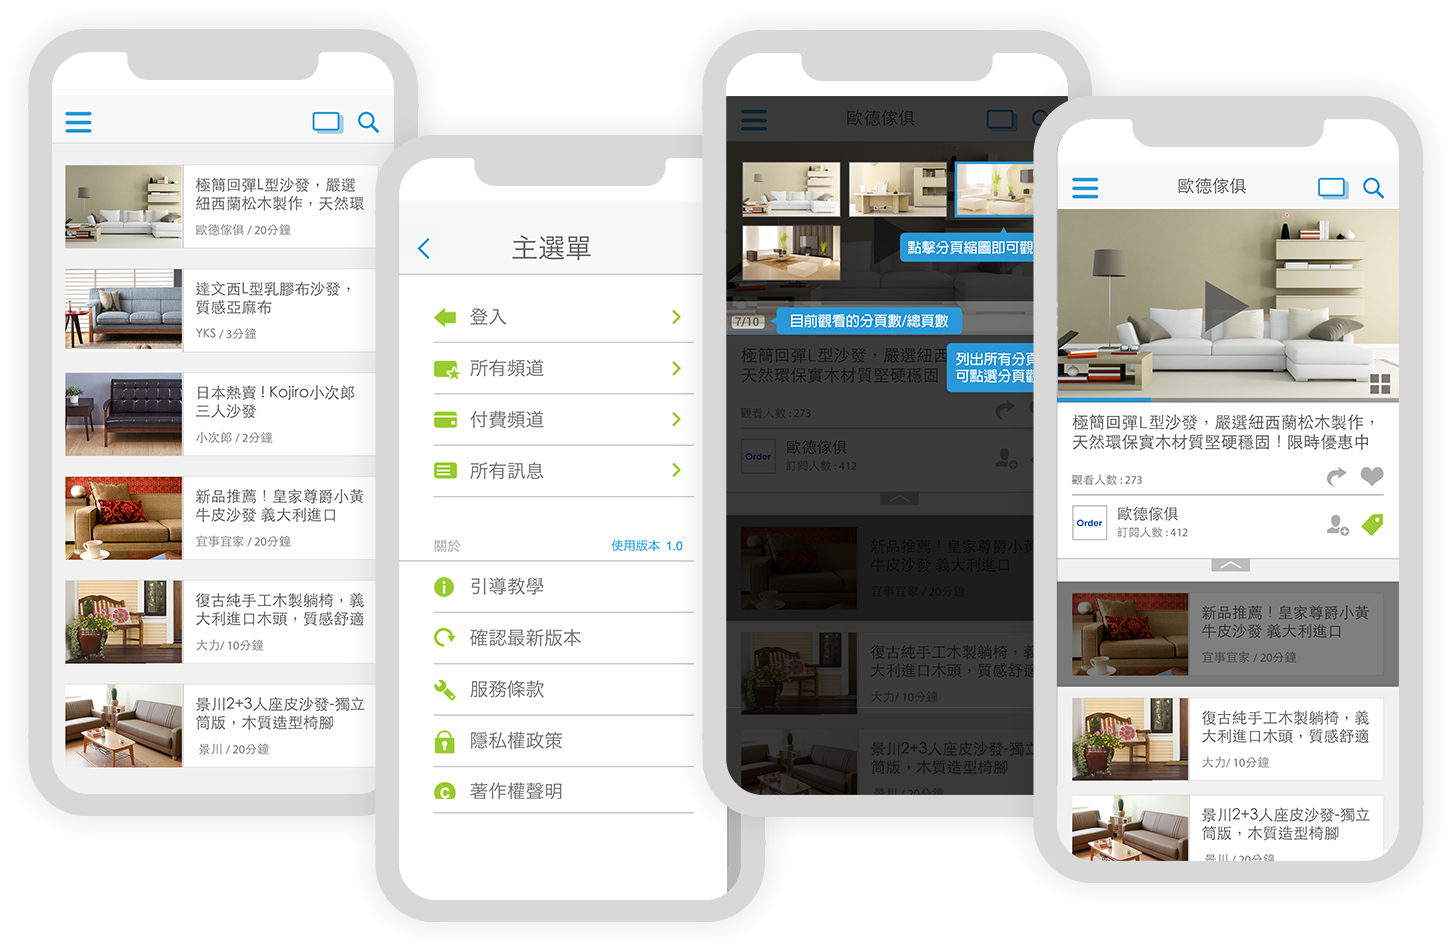 極簡回彈L型沙發，嚴選
紐西蘭松木製作，天然環
歐德傢俱 / 20分鐘
達文西L型乳膠布沙發，
質感亞麻布
YKS / 3分鐘
日本熱賣 ! Kojiro小次郎
三人沙發
小次郎 / 2分鐘
新品推薦！皇家尊爵小黃
牛皮沙發 義大利進口
宜事宜家 / 20分鐘
復古純手工木製躺椅，義
大利進口木頭，質感舒適
大力/ 10分鐘
景川2+3人座皮沙發-獨立
筒版，木質造型椅腳
景川 / 20分鐘
主選單
登入
所有頻道
付費頻道
所有訊息
關於
使用版本 1.0
引導教學
確認最新版本
服務條款
隱私權政策
著作權聲明
歐德傢俱
點擊分頁縮圖即可觀
7/10
目前觀看的分頁數/總頁數
列出所有分頁
可點選分頁觀
極簡回彈L型沙發，嚴選紐西
天然環保實木材質堅硬穩固
觀看人數 : 273
Order
歐德傢俱
訂閱人數 : 412
新品推薦！皇家尊爵小黃
牛皮沙發 義大利進口
宜事宜家 / 20分鐘
復古純手工木製躺椅，義
大利進口木頭，質感舒適
大力/ 10分鐘
景川2+3人座皮沙發-獨立
筒版，木質造型椅腳
景川 / 20分鐘
歐德傢俱
極簡回彈L型沙發，嚴選紐西蘭松木製作，
天然環保實木材質堅硬穩固！限時優惠中
觀看人數 : 273
Order
歐德傢俱
訂閱人數 : 412
新品推薦！皇家尊爵小黃
牛皮沙發 義大利進口
宜事宜家 / 20分鐘
復古純手工木製躺椅，義
大利進口木頭，質感舒適
大力/ 10分鐘
景川2+3人座皮沙發-獨立
筒版，木質造型椅腳
景川 / 20分鐘